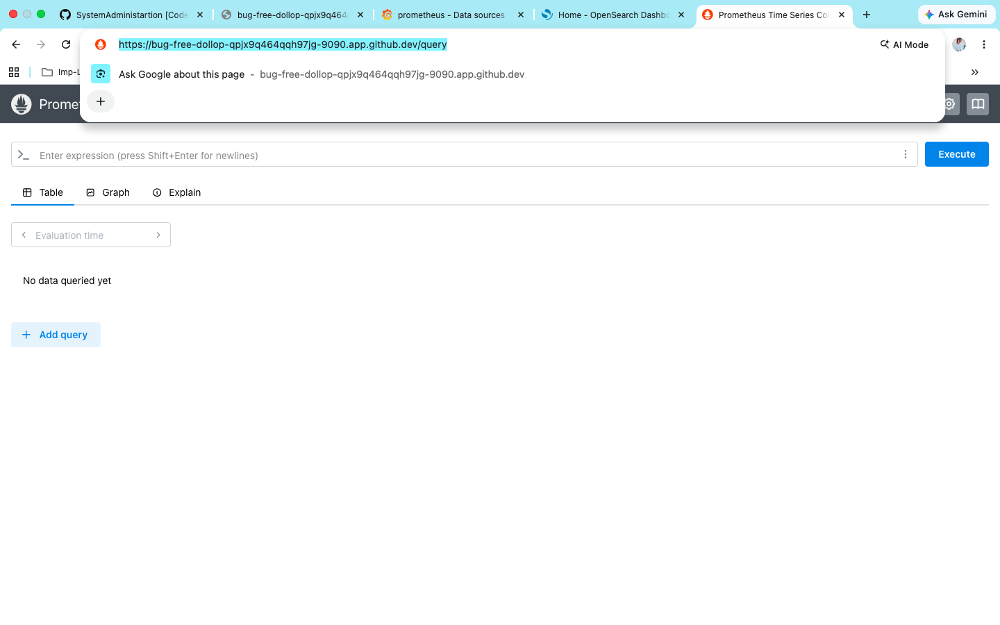 SystemAdministartion [Code
bug-free-dollop-qpjx9q464
prometheus - Data sources -
Home - OpenSearch Dashbo
Prometheus Time Series Col
Ask Gemini
https://bug-free-dollop-qpjx9q464qqh97jg-9090.app.github.dev/query
AI Mode
Imp-L
Ask Google about this page - bug-free-dollop-qpjx9q464qqh97jg-9090.app.github.dev
Promet
Enter expression (press Shift+Enter for newlines)
Execute
Table
Graph
Explain
Evaluation time
No data queried yet
Add query